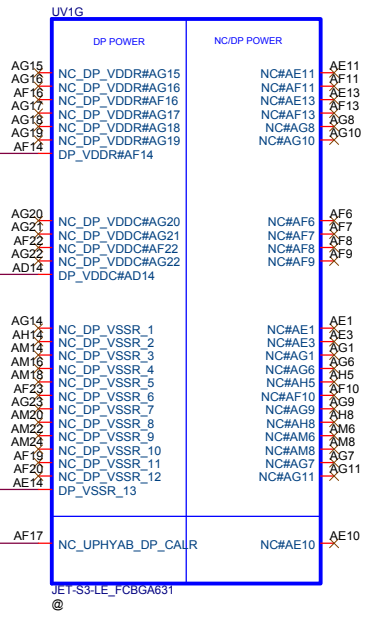 UV1G
DP POWER NC/DP POWER
AG15 NC_DP_VDDR#AG15 NC#AE11 AE11
AG16 NC_DP_VDDR#AG16 NC#AF11 AF11
AF16 NC_DP_VDDR#AF16 NC#AE13 AE13
AG17 NC_DP_VDDR#AG17 NC#AF13 AF13
AG18 NC_DP_VDDR#AG18 NC#AG8 AG8
AG19 NC_DP_VDDR#AG19 NC#AG10 AG10
AF14 DP_VDDR#AF14
AG20 NC_DP_VDDC#AG20 NC#AF6 AF6
AG21 NC_DP_VDDC#AG21 NC#AF7 AF7
AF22 NC_DP_VDDC#AF22 NC#AF8 AF8
AG22 NC_DP_VDDC#AG22 NC#AF9 AF9
AD14 DP_VDDC#AD14
AG14 NC_DP_VSSR_1 NC#AE1 AE1
AH14 NC_DP_VSSR_2 NC#AE3 AE3
AM14 NC_DP_VSSR_3 NC#AG1 AG1
AM16 NC_DP_VSSR_4 NC#AG6 AG6
AM18 NC_DP_VSSR_5 NC#AH5 AH5
AF23 NC_DP_VSSR_6 NC#AF10 AF10
AG23 NC_DP_VSSR_7 NC#AG9 AG9
AM20 NC_DP_VSSR_8 NC#AH8 AH8
AM22 NC_DP_VSSR_9 NC#AM6 AM6
AM24 NC_DP_VSSR_10 NC#AM8 AM8
AF19 NC_DP_VSSR_11 NC#AG7 AG7
AF20 NC_DP_VSSR_12 NC#AG11 AG11
AE14 DP_VSSR_13
AF17 NC_UPHYAB_DP_CALR NC#AE10 AE10
JET-S3-LE_FCBGA631
@